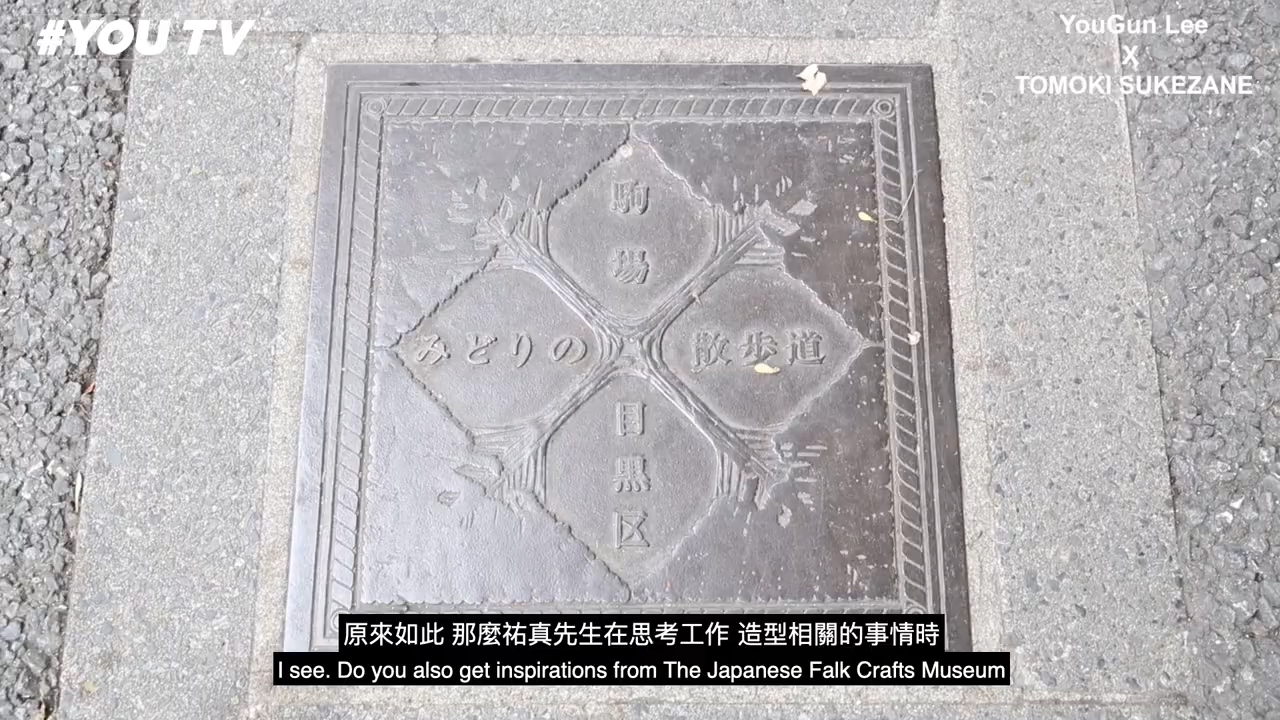 #YOU TV
YouGun Lee
X
TOMOKI SUKEZANE
駒場
みどりの 散歩道
目黒区
原來如此 那麼祐真先生在思考工作 造型相關的事情時
I see. Do you also get inspirations from The Japanese Falk Crafts Museum